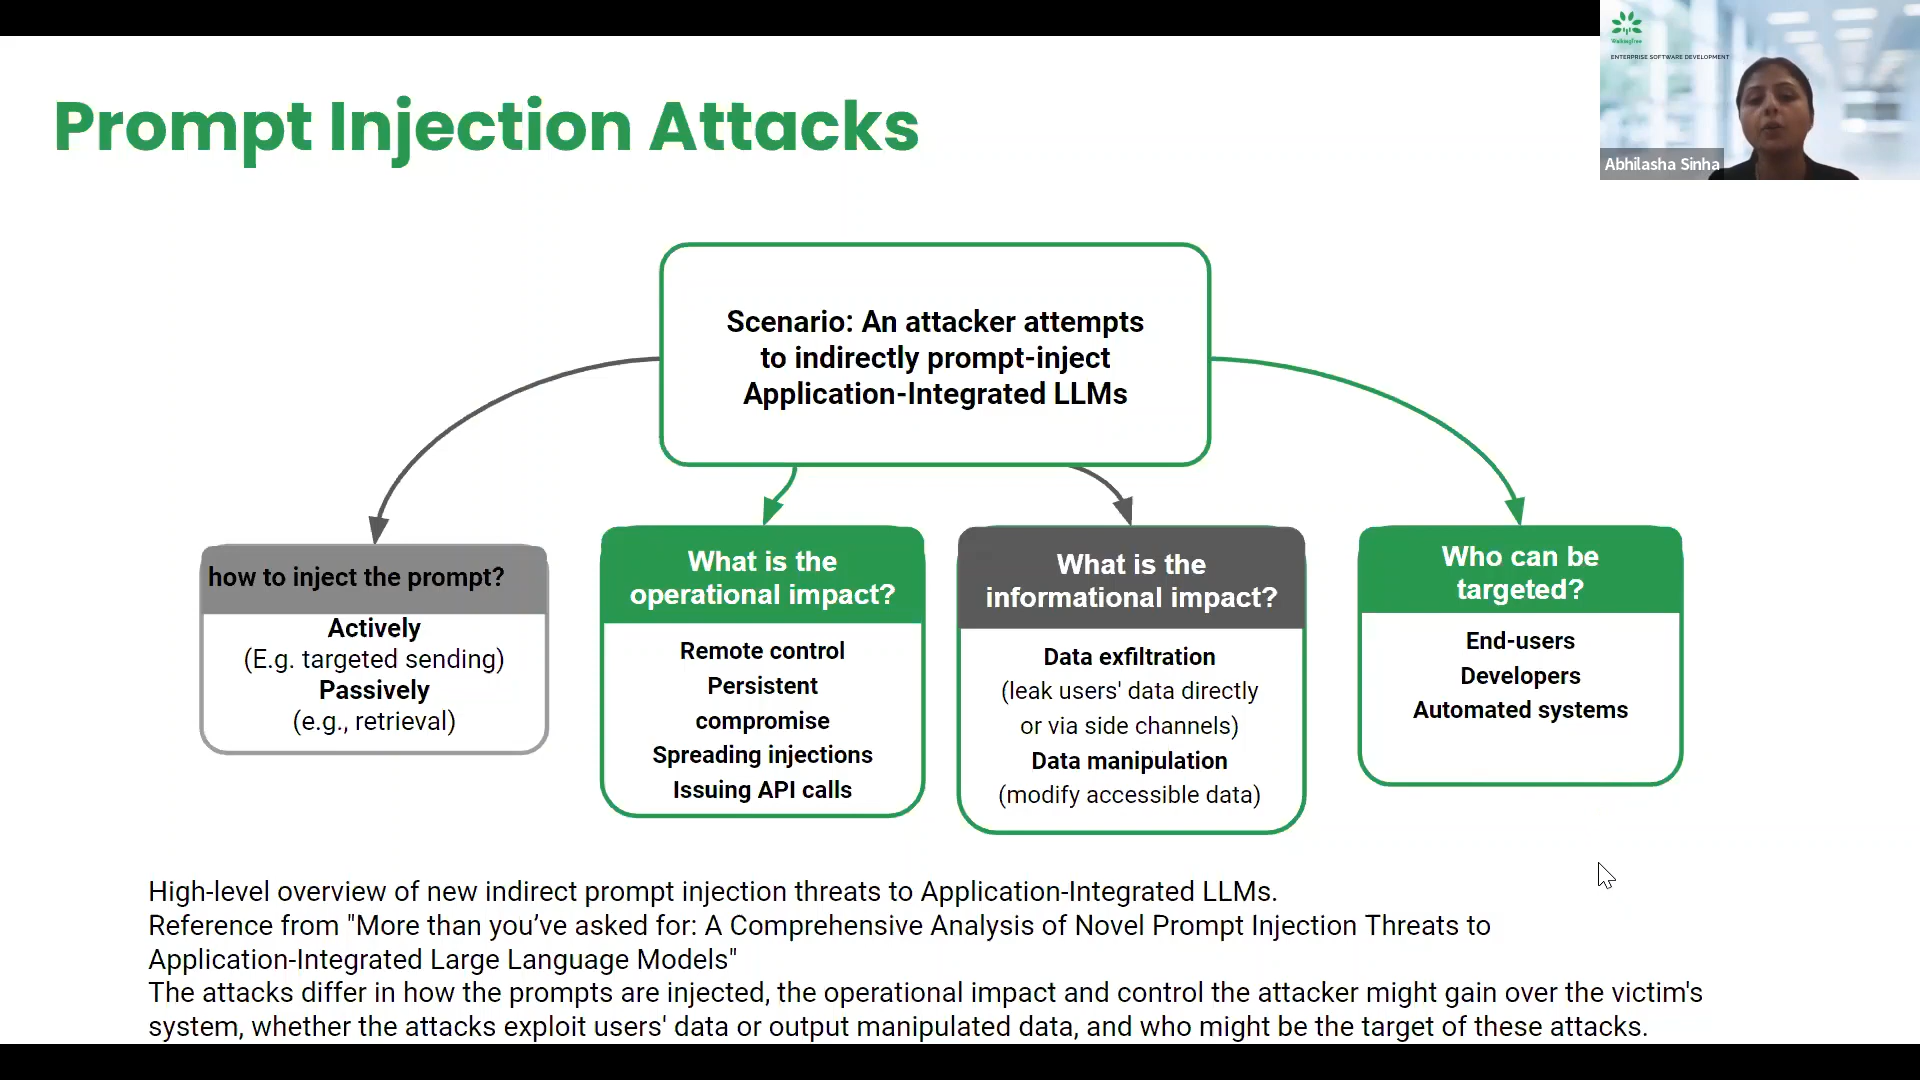 Prompt Injection Attacks
WalkingTree
ENTERPRISE SOFTWARE DEVELOPMENT
Abhilasha Sinha
Scenario: An attacker attempts
to indirectly prompt-inject
Application-Integrated LLMs
how to inject the prompt?
Actively
(E.g. targeted sending)
Passively
(e.g., retrieval)
What is the
operational impact?
Remote control
Persistent
compromise
Spreading injections
Issuing API calls
What is the
informational impact?
Data exfiltration
(leak users' data directly
or via side channels)
Data manipulation
(modify accessible data)
Who can be
targeted?
End-users
Developers
Automated systems
High-level overview of new indirect prompt injection threats to Application-Integrated LLMs.
Reference from "More than you’ve asked for: A Comprehensive Analysis of Novel Prompt Injection Threats to
Application-Integrated Large Language Models"
The attacks differ in how the prompts are injected, the operational impact and control the attacker might gain over the victim's
system, whether the attacks exploit users' data or output manipulated data, and who might be the target of these attacks.